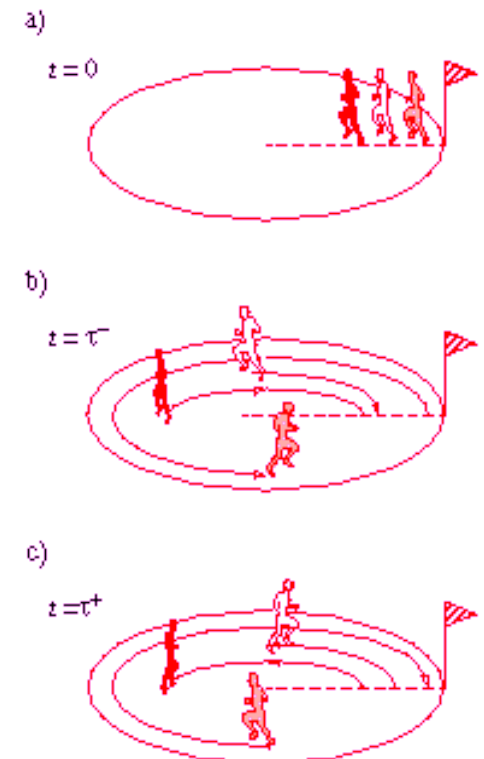 a)
t = 0
b)
t = τ⁻
c)
t = τ⁺